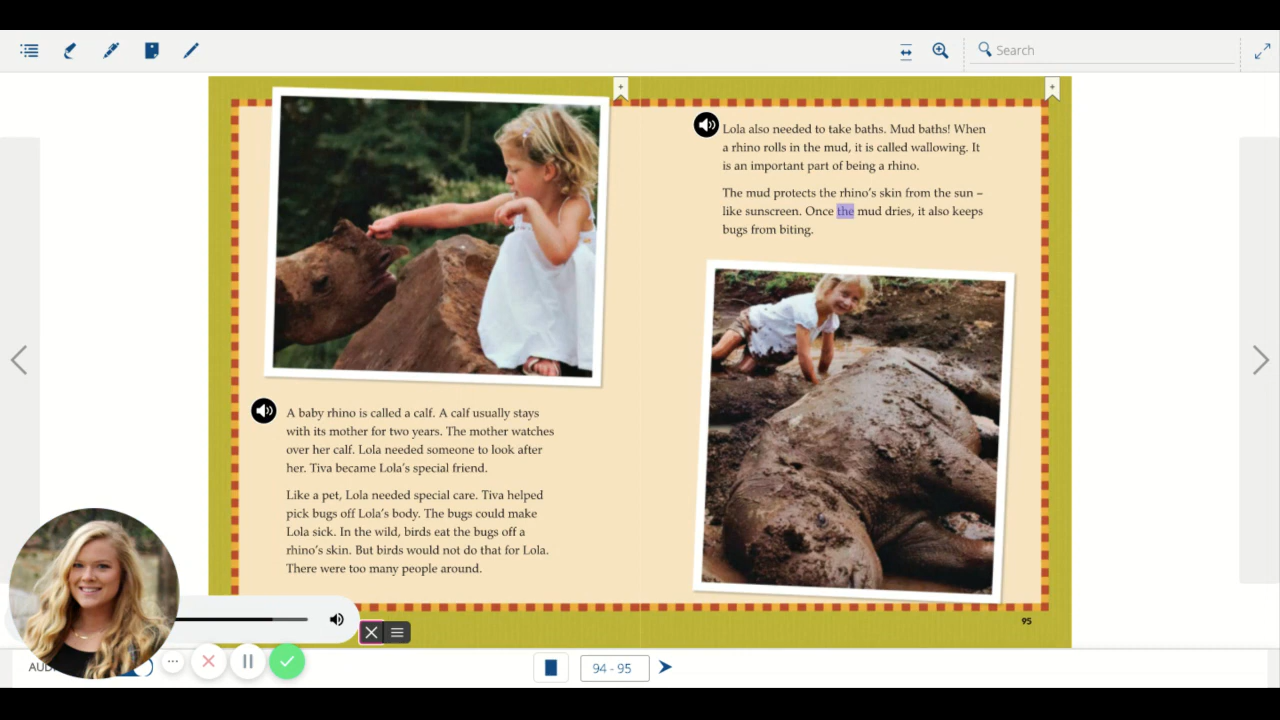 Search
A baby rhino is called a calf. A calf usually stays
with its mother for two years. The mother watches
over her calf. Lola needed someone to look after
her. Tiva became Lola's special friend.
Like a pet, Lola needed special care. Tiva helped
pick bugs off Lola's body. The bugs could make
Lola sick. In the wild, birds eat the bugs off a
rhino's skin. But birds would not do that for Lola.
There were too many people around.
Lola also needed to take baths. Mud baths! When
a rhino rolls in the mud, it is called wallowing. It
is an important part of being a rhino.
The mud protects the rhino's skin from the sun –
like sunscreen. Once the mud dries, it also keeps
bugs from biting.
95
94 - 95